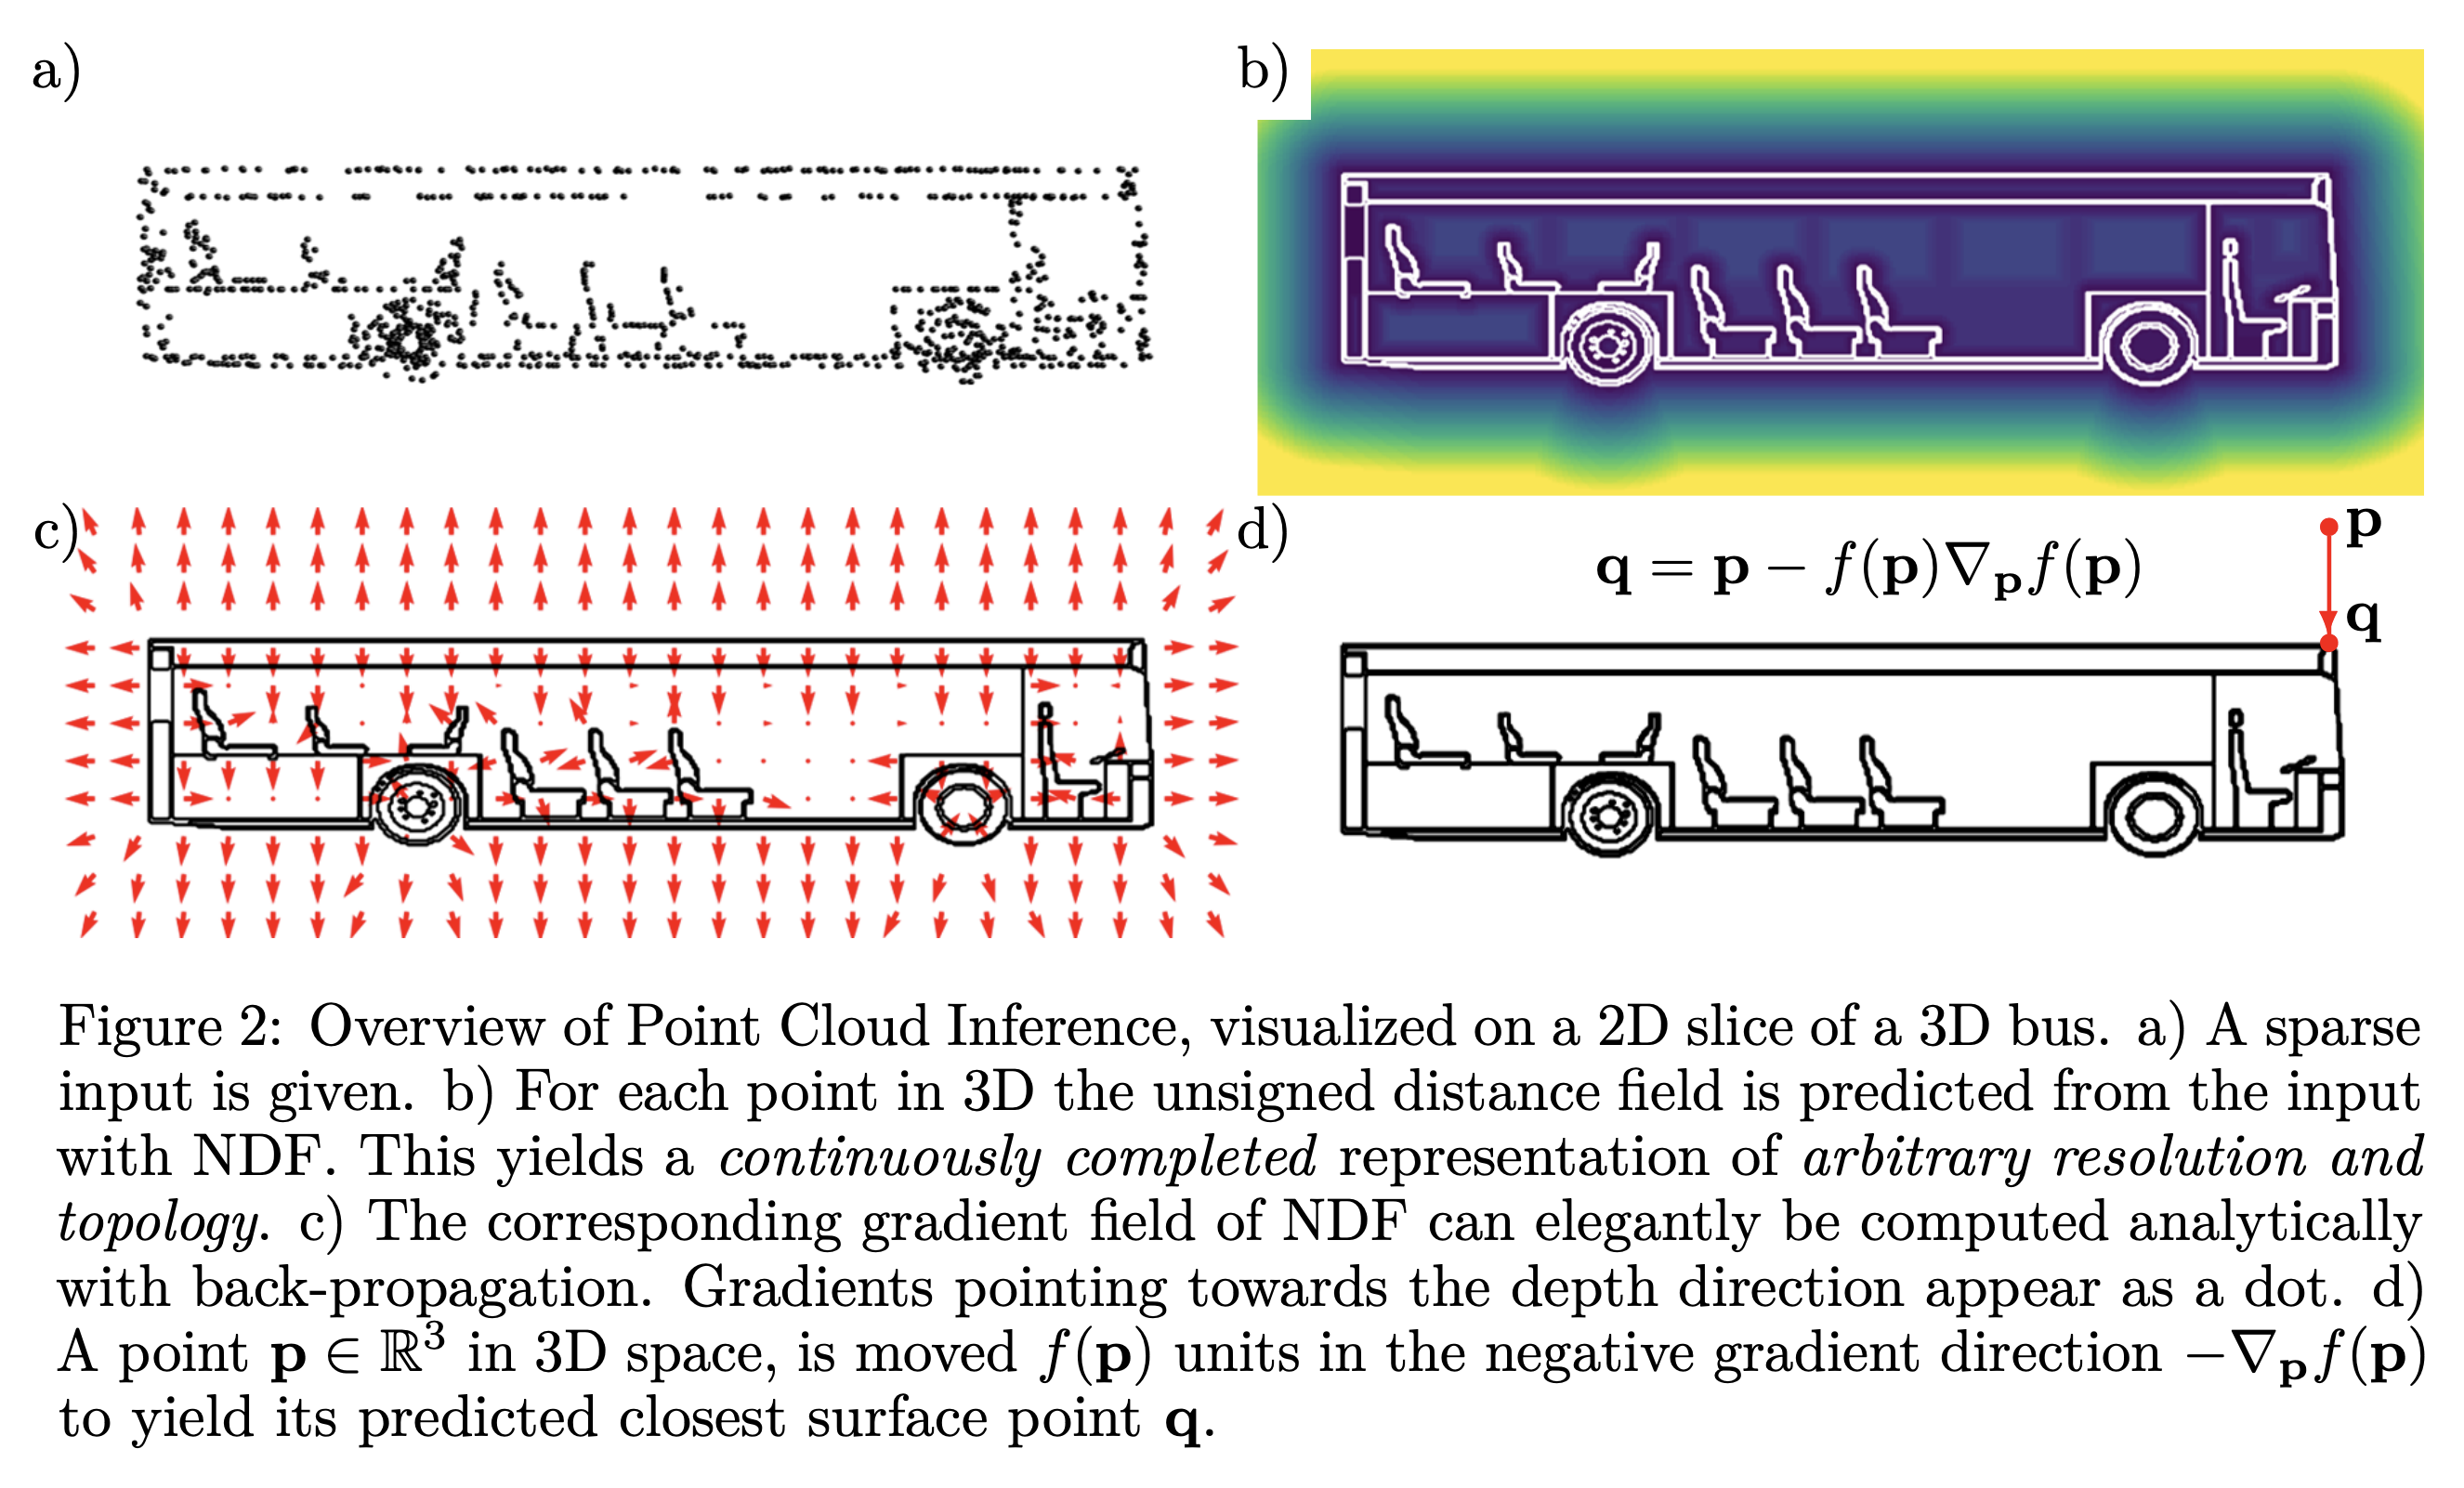 a)
b)
c)
d)
q = p − f(p)∇ₚf(p)
p
q
Figure 2: Overview of Point Cloud Inference, visualized on a 2D slice of a 3D bus. a) A sparse
input is given. b) For each point in 3D the unsigned distance field is predicted from the input
with NDF. This yields a continuously completed representation of arbitrary resolution and
topology. c) The corresponding gradient field of NDF can elegantly be computed analytically
with back-propagation. Gradients pointing towards the depth direction appear as a dot. d)
A point p ∈ ℝ³ in 3D space, is moved f(p) units in the negative gradient direction −∇ₚf(p)
to yield its predicted closest surface point q.